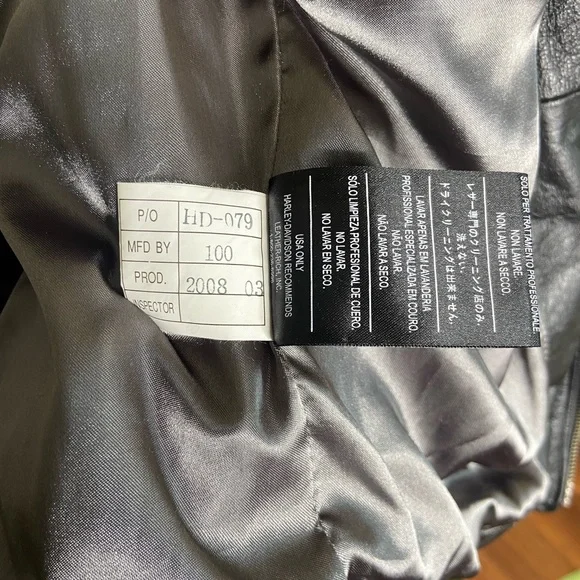 P/O HD-079
MFD BY 100
PROD. 2008 03
INSPECTOR
USA ONLY
HARLEY-DAVIDSON RECOMMENDS
LEATHER-RICH, INC.
SÓLO LIMPIEZA PROFESIONAL DE CUERO.
NO LAVAR.
NO LAVAR EN SECO.
LAVAR APENAS EM LAVANDERIA
PROFISSIONAL ESPECIALIZADA EM COURO.
NÃO LAVAR.
NÃO LAVAR A SECO.
レザー専門のクリーニング店のみ。
洗えない。
ドライクリーニングは出来ません。
SOLO PER TRATTAMENTO PROFESSIONALE
NON LAVARE.
NON LAVARE A SECCO.